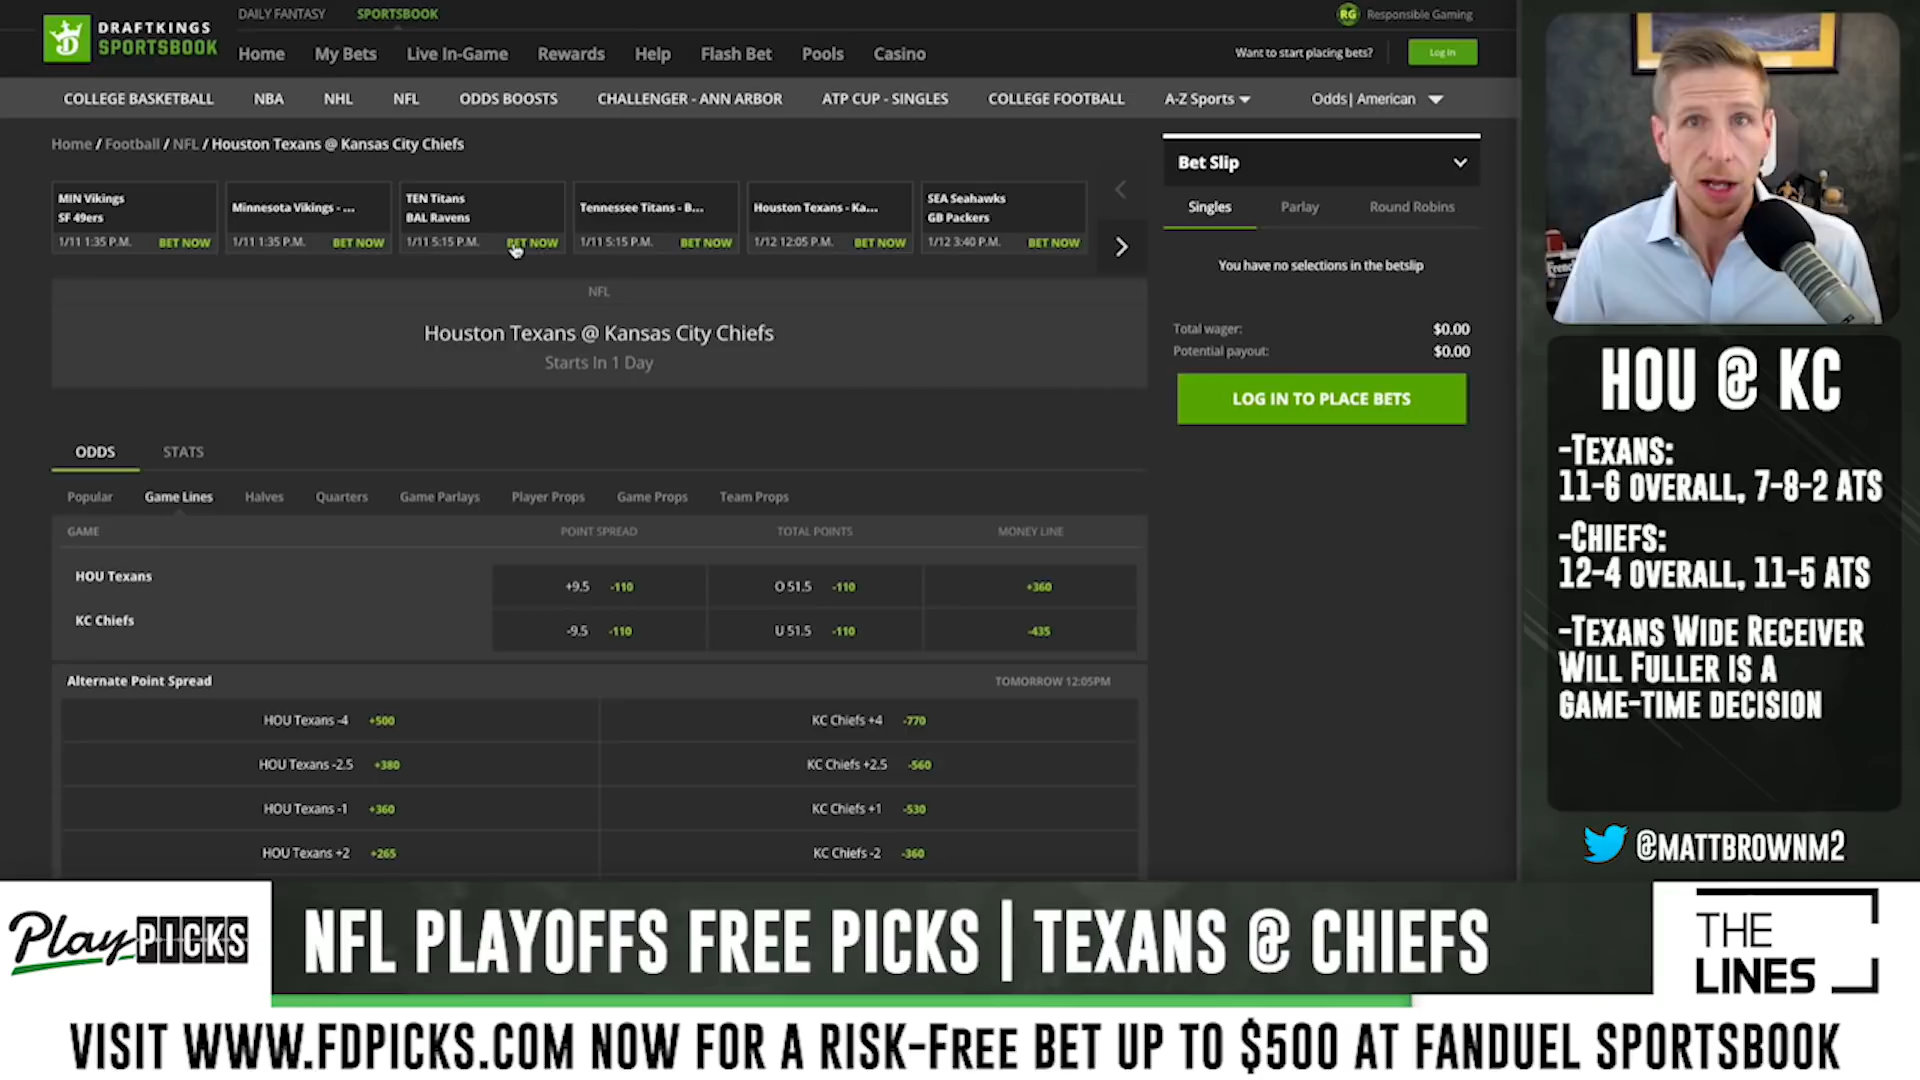 DRAFTKINGS
SPORTSBOOK
DAILY FANTASY SPORTSBOOK
RG Responsible Gaming
Home My Bets Live In-Game Rewards Help Flash Bet Pools Casino
Want to start placing bets? Log In
COLLEGE BASKETBALL NBA NHL NFL ODDS BOOSTS CHALLENGER - ANN ARBOR ATP CUP - SINGLES COLLEGE FOOTBALL A-Z Sports Odds | American
Home / Football / NFL / Houston Texans @ Kansas City Chiefs
MIN Vikings
SF 49ers
1/11 1:35 P.M. BET NOW
Minnesota Vikings - ...
1/11 1:35 P.M. BET NOW
TEN Titans
BAL Ravens
1/11 5:15 P.M. BET NOW
Tennessee Titans - B...
1/11 5:15 P.M. BET NOW
Houston Texans - Ka...
1/12 12:05 P.M. BET NOW
SEA Seahawks
GB Packers
1/12 3:40 P.M. BET NOW
NFL
Houston Texans @ Kansas City Chiefs
Starts In 1 Day
ODDS STATS
Popular Game Lines Halves Quarters Game Parlays Player Props Game Props Team Props
GAME POINT SPREAD TOTAL POINTS MONEY LINE
HOU Texans +9.5 -110 O 51.5 -110 +360
KC Chiefs -9.5 -110 U 51.5 -110 -435
Alternate Point Spread TOMORROW 12:05PM
HOU Texans -4 +500 KC Chiefs +4 -770
HOU Texans -2.5 +380 KC Chiefs +2.5 -560
HOU Texans -1 +360 KC Chiefs +1 -530
HOU Texans +2 +265 KC Chiefs -2 -360
Bet Slip
Singles Parlay Round Robins
You have no selections in the betslip
Total wager: $0.00
Potential payout: $0.00
LOG IN TO PLACE BETS
HOU @ KC
-TEXANS:
11-6 OVERALL, 7-8-2 ATS
-CHIEFS:
12-4 OVERALL, 11-5 ATS
-TEXANS WIDE RECEIVER
WILL FULLER IS A
GAME-TIME DECISION
@MATTBROWNM2
Play PICKS
NFL PLAYOFFS FREE PICKS | TEXANS @ CHIEFS
THE
LINES
VISIT WWW.FDPICKS.COM NOW FOR A RISK-FREE BET UP TO $500 AT FANDUEL SPORTSBOOK